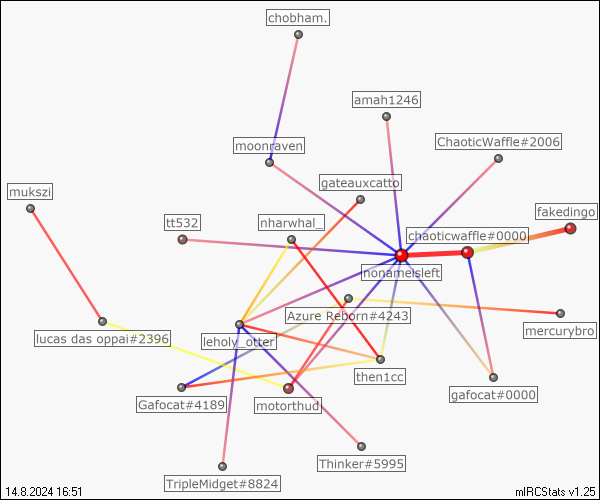 chobham.
amah1246
ChaoticWaffle#2006
moonraven
gateauxcatto
mukszi
fakedingo
tt532
nharwhal_
chaoticwaffle#0000
nonameisleft
Azure Reborn#4243
mercurybro
lucas das oppai#2396
leholy_otter
then1cc
gafocat#0000
Gafocat#4189
motorthud
Thinker#5995
TripleMidget#8824
14.8.2024 16:51
mIRCStats v1.25